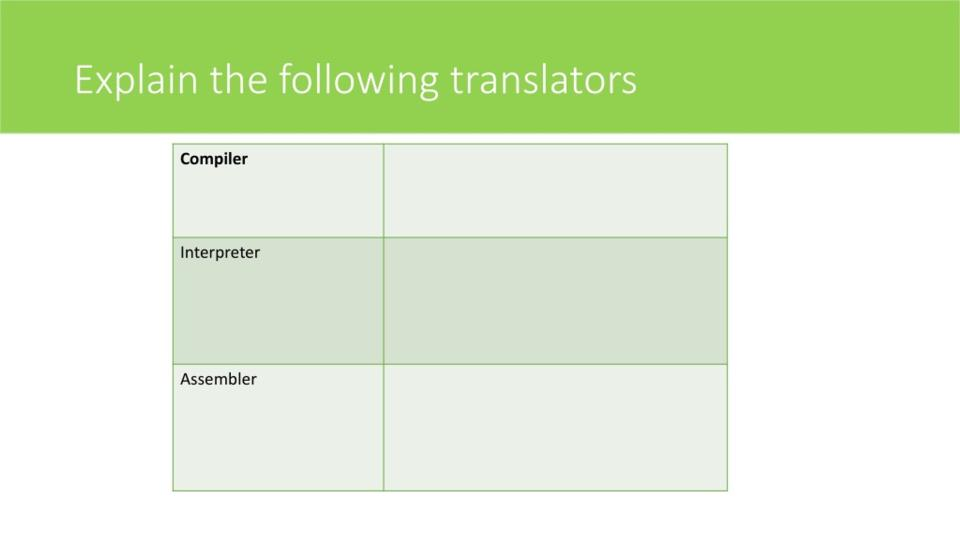 Explain the following translators
Compiler
Interpreter
Assembler